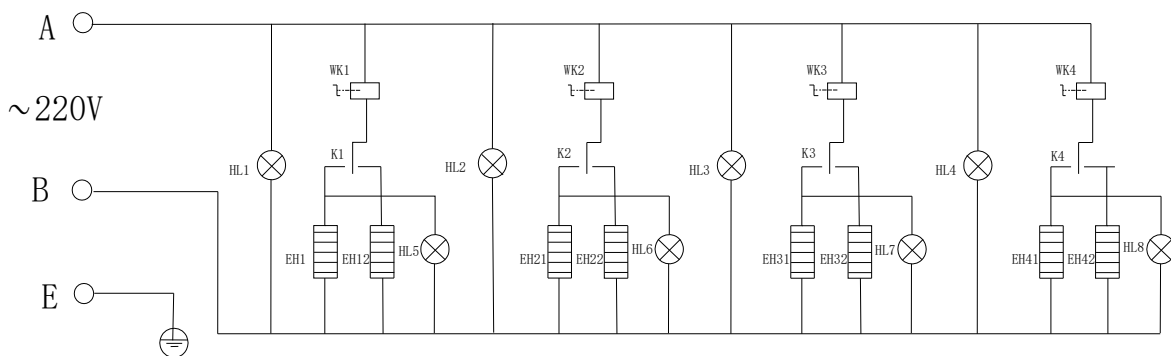 A
～220V
B
E
WK1
WK2
WK3
WK4
HL1
K1
HL2
K2
HL3
K3
HL4
K4
EH1
EH12
HL5
EH21
EH22
HL6
EH31
EH32
HL7
EH41
EH42
HL8